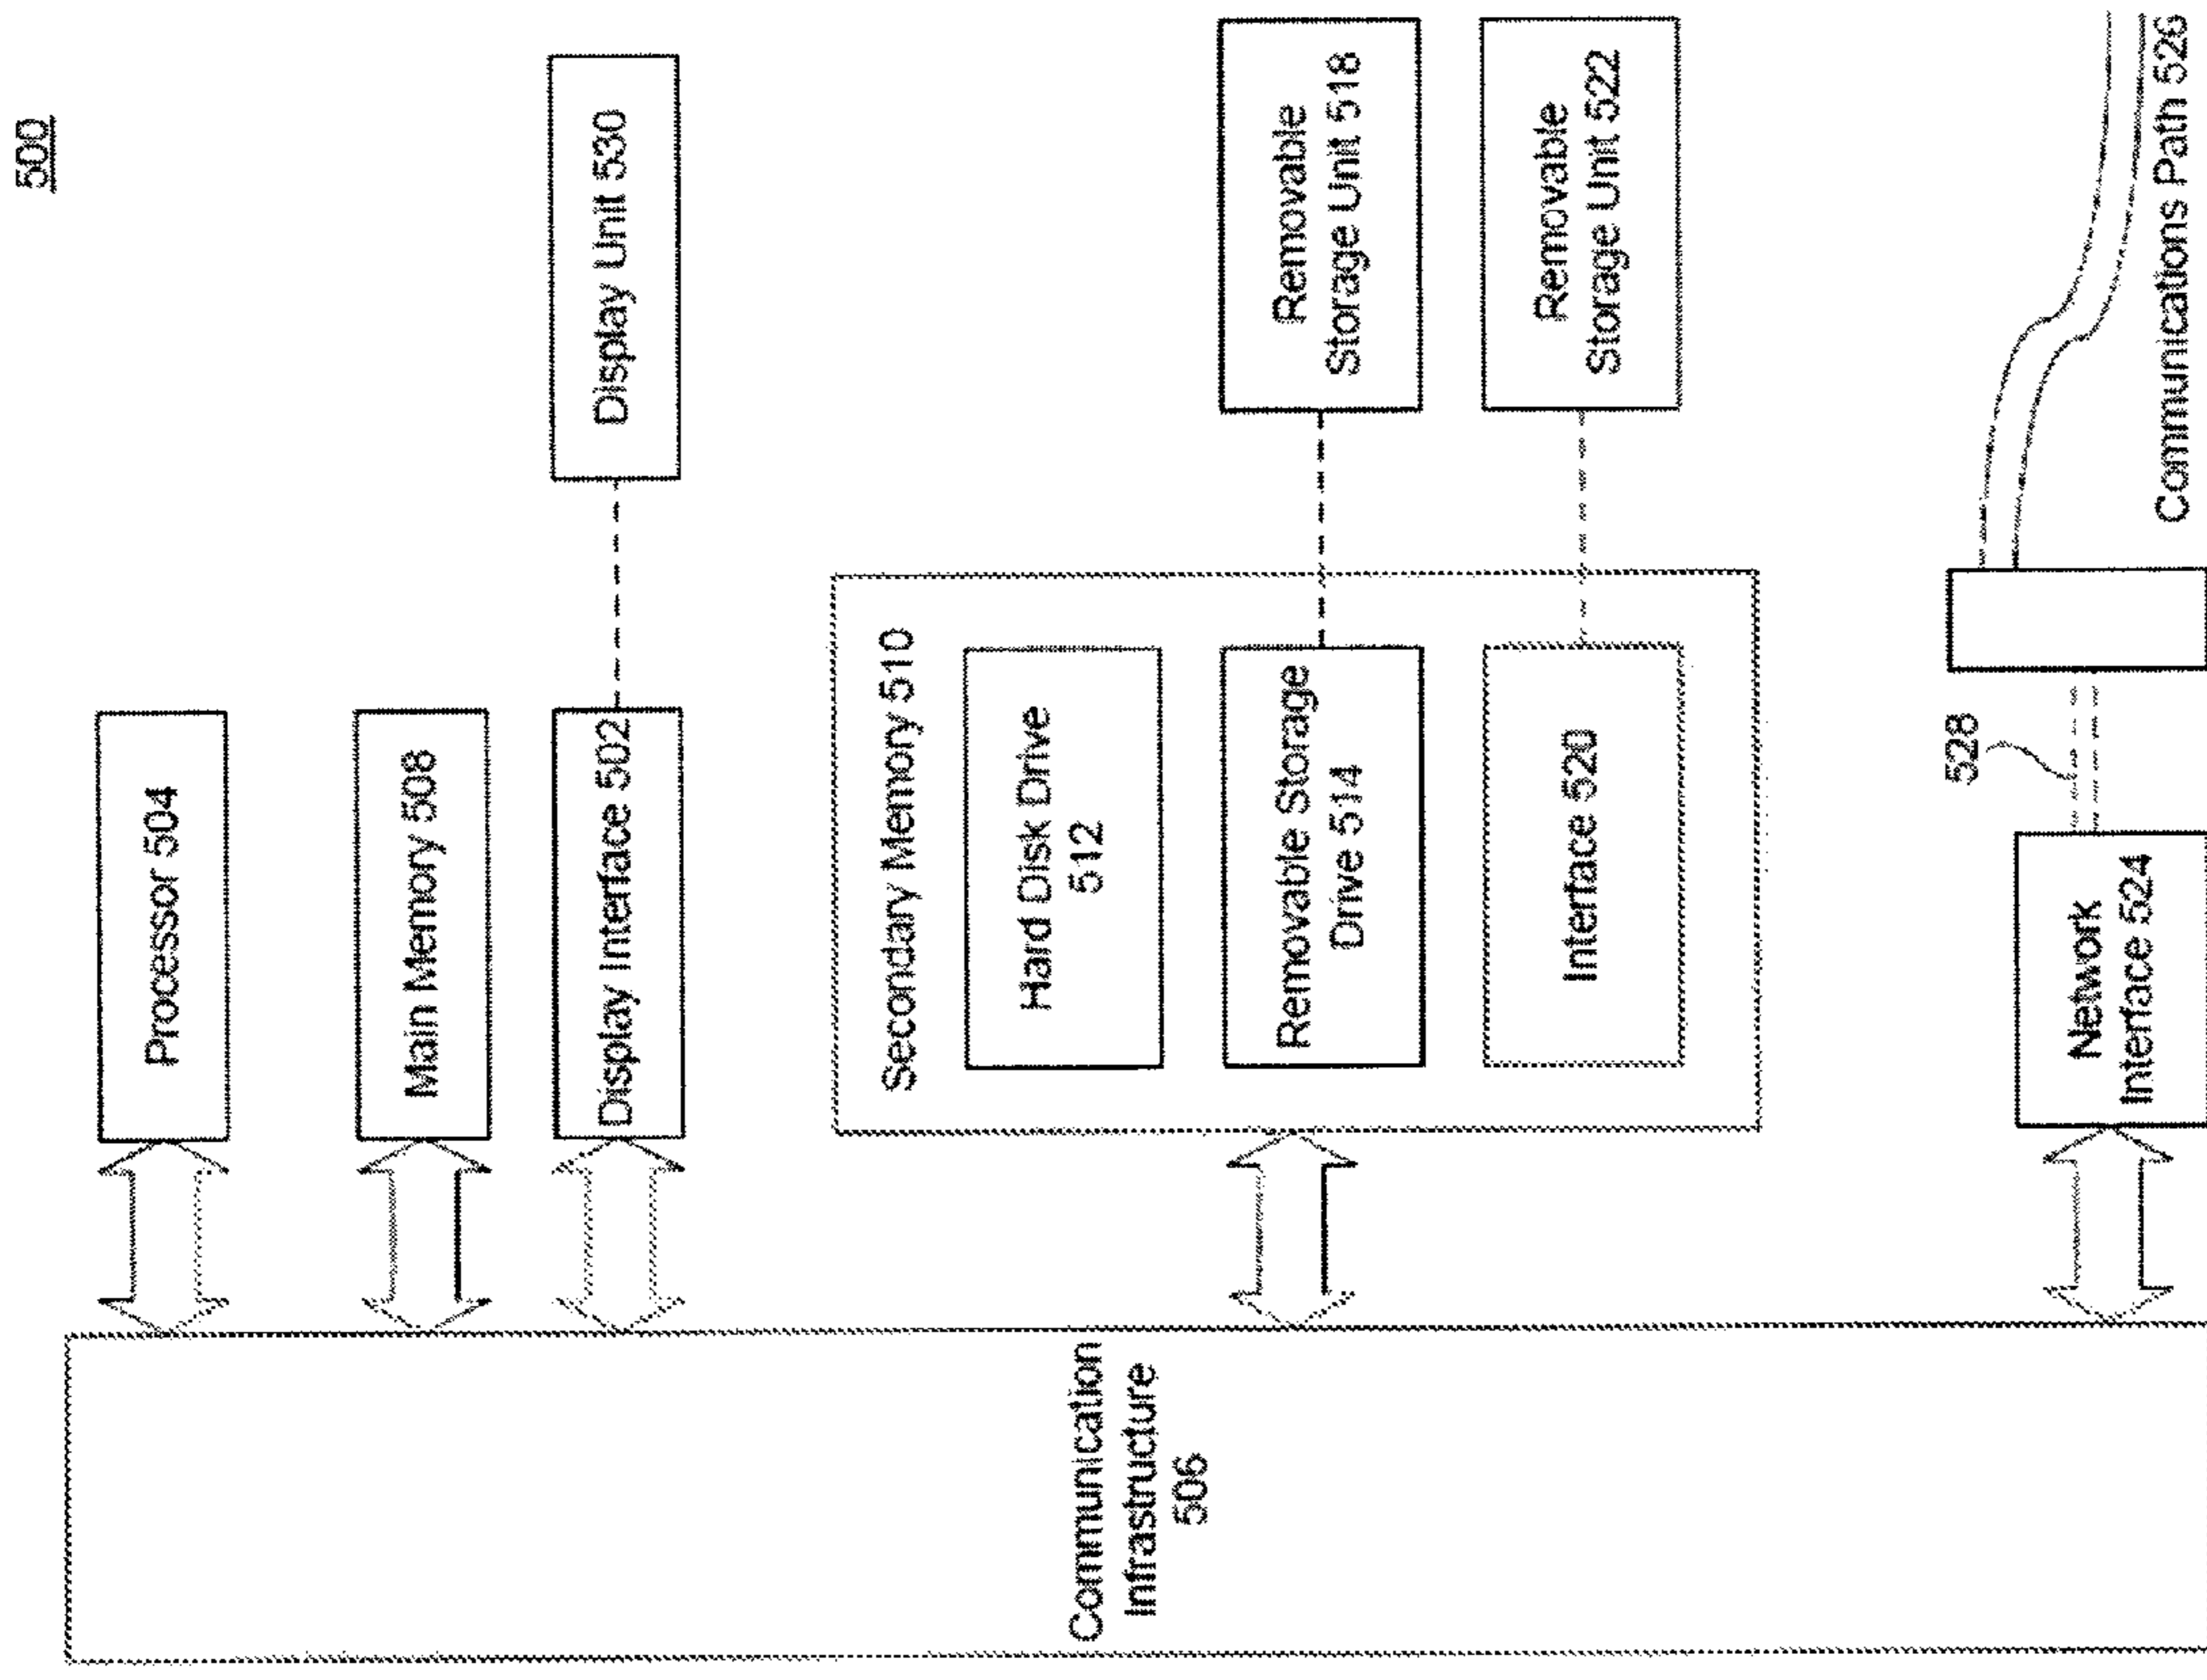 500
Processor 504
Main Memory 508
Display Interface 502
Display Unit 530
Secondary Memory 510
Hard Disk Drive
512
Removable Storage
Drive 514
Interface 520
Removable
Storage Unit 518
Removable
Storage Unit 522
Communication
Infrastructure
506
Network
Interface 524
528
Communications Path 526